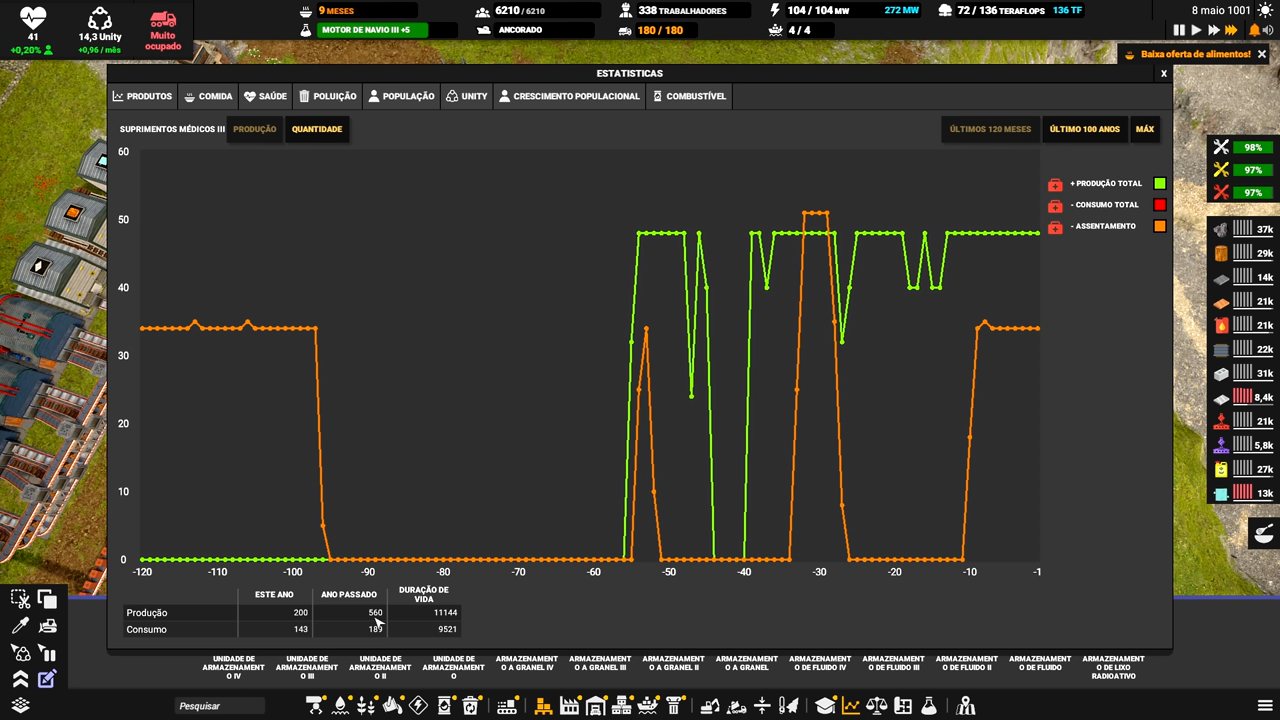 41
+0,20%
14,3 Unity
+0,96 / mês
Muito
ocupado
9 MESES
MOTOR DE NAVIO III +5
6210 / 6210
ANCORADO
338 TRABALHADORES
180 / 180
104 / 104 MW 272 MW
4 / 4
72 / 136 TERAFLOPS 136 TF
8 maio 1001
Baixa oferta de alimentos!
ESTATISTICAS
X
PRODUTOS
COMIDA
SAÚDE
POLUIÇÃO
POPULAÇÃO
UNITY
CRESCIMENTO POPULACIONAL
COMBUSTÍVEL
SUPRIMENTOS MÉDICOS III
PRODUÇÃO
QUANTIDADE
ÚLTIMOS 120 MESES
ÚLTIMO 100 ANOS
MÁX
60
50
40
30
20
10
0
-120 -110 -100 -90 -80 -70 -60 -50 -40 -30 -20 -10 -1
+ PRODUÇÃO TOTAL
- CONSUMO TOTAL
- ASSENTAMENTO
98%
97%
97%
37k
29k
14k
21k
21k
22k
31k
8,4k
21k
5,8k
27k
13k
ESTE ANO ANO PASSADO DURAÇÃO DE VIDA
Produção 200 560 11144
Consumo 143 189 9521
UNIDADE DE ARMAZENAMENTO IV
UNIDADE DE ARMAZENAMENTO III
UNIDADE DE ARMAZENAMENTO II
UNIDADE DE ARMAZENAMENTO
ARMAZENAMENTO A GRANEL IV
ARMAZENAMENTO A GRANEL III
ARMAZENAMENTO A GRANEL II
ARMAZENAMENTO A GRANEL
ARMAZENAMENTO DE FLUIDO IV
ARMAZENAMENTO DE FLUIDO III
ARMAZENAMENTO DE FLUIDO II
ARMAZENAMENTO DE FLUIDO
ARMAZENAMENTO DE LIXO RADIOATIVO
Pesquisar